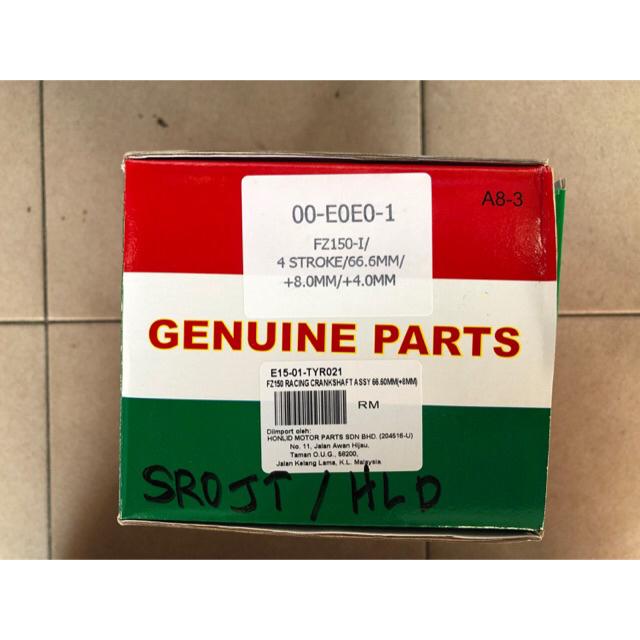 A8-3
00-E0E0-1
FZ150-I/
4 STROKE/66.6MM/
+8.0MM/+4.0MM
GENUINE PARTS
E15-01-TYR021
FZ150 RACING CRANKSHAFT ASSY 66.60MM(+8MM)
RM
Diimport oleh:
HONLID MOTOR PARTS SDN BHD. (204516-U)
No. 11, Jalan Awan Hijau,
Taman O.U.G., 58200,
Jalan Kelang Lama, K.L. Malaysia
SROJT / HLD